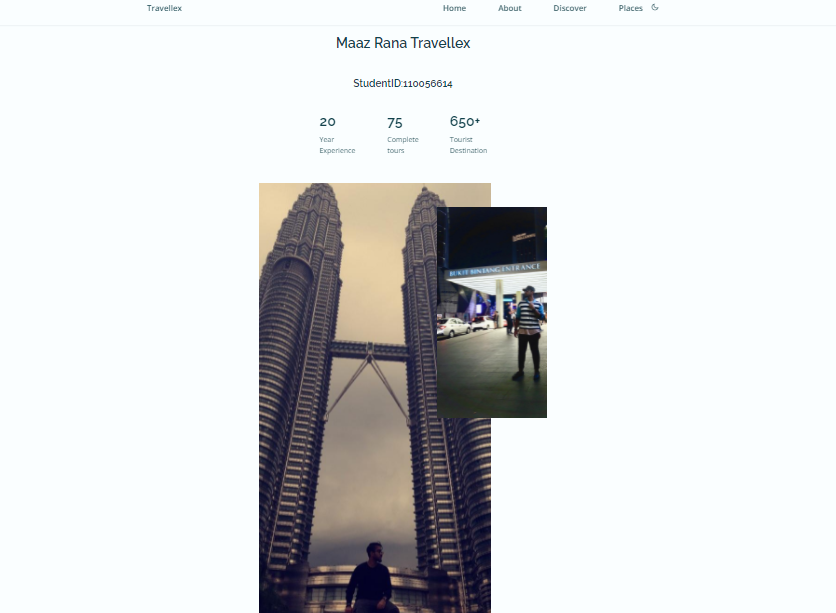 Travellex
Home About Discover Places
Maaz Rana Travellex
StudentID:110056614
20 75 650+
Year Complete Tourist
Experience tours Destination
BUKIT BINTANG ENTRANCE